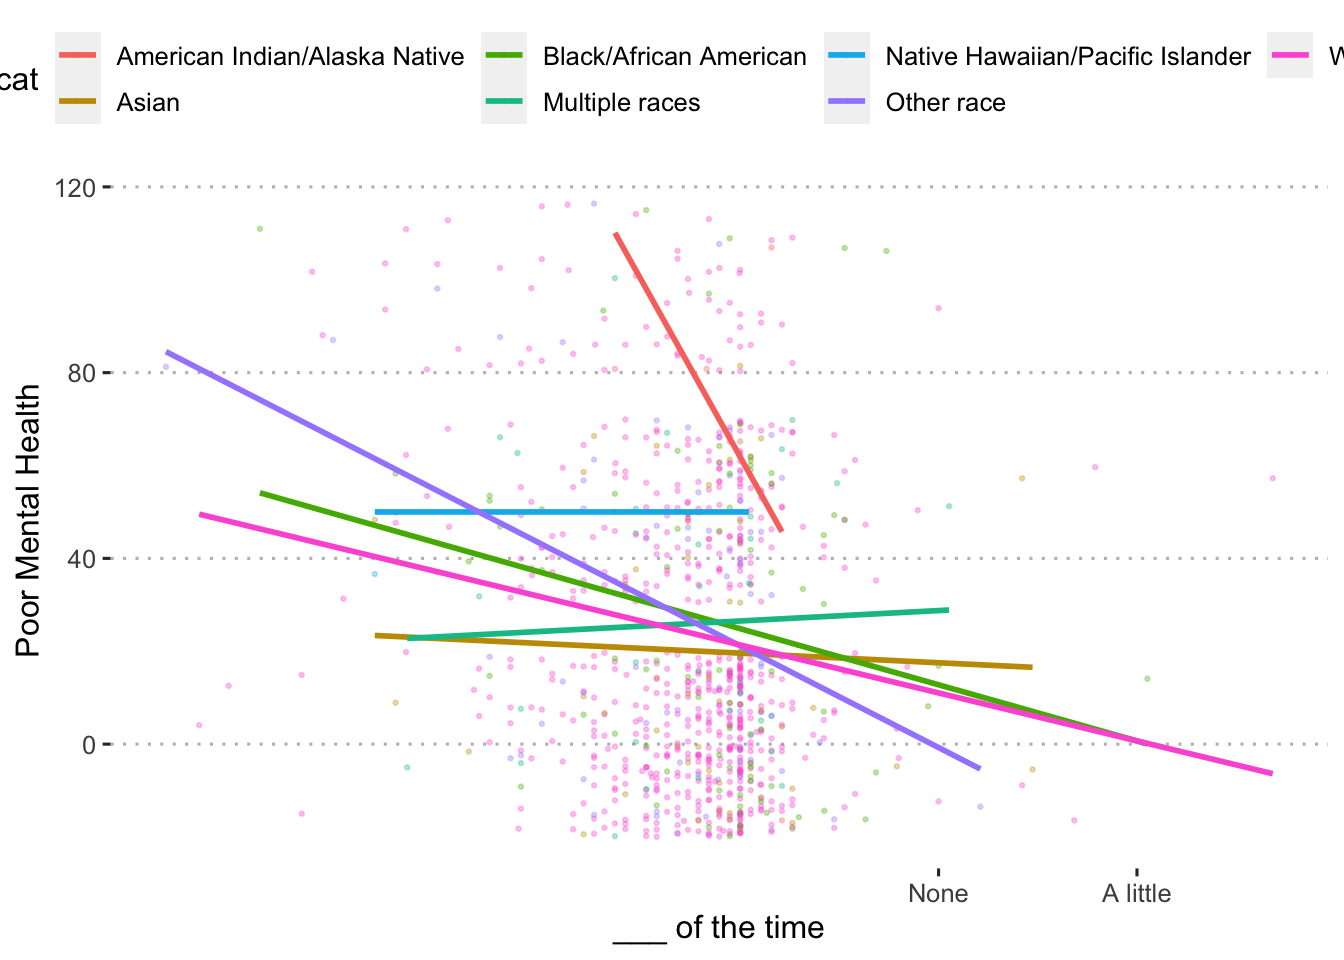 cat
American Indian/Alaska Native
Black/African American
Native Hawaiian/Pacific Islander
Asian
Multiple races
Other race
120
80
40
0
Poor Mental Health
None
A little
___ of the time